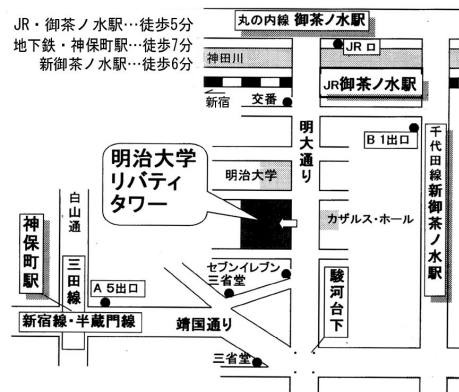 JR・御茶ノ水駅…徒歩5分
地下鉄・神保町駅…徒歩7分
新御茶ノ水駅…徒歩6分
丸の内線 御茶ノ水駅
JR口
神田川
JR御茶ノ水駅
新宿
交番
明大通り
B1出口
千代田線 新御茶ノ水駅
明治大学
リバティ
タワー
明治大学
カザルス・ホール
白山通
神保町駅
三田線
A5出口
セブンイレブン
三省堂
駿河台下
新宿線・半蔵門線
靖国通り
三省堂